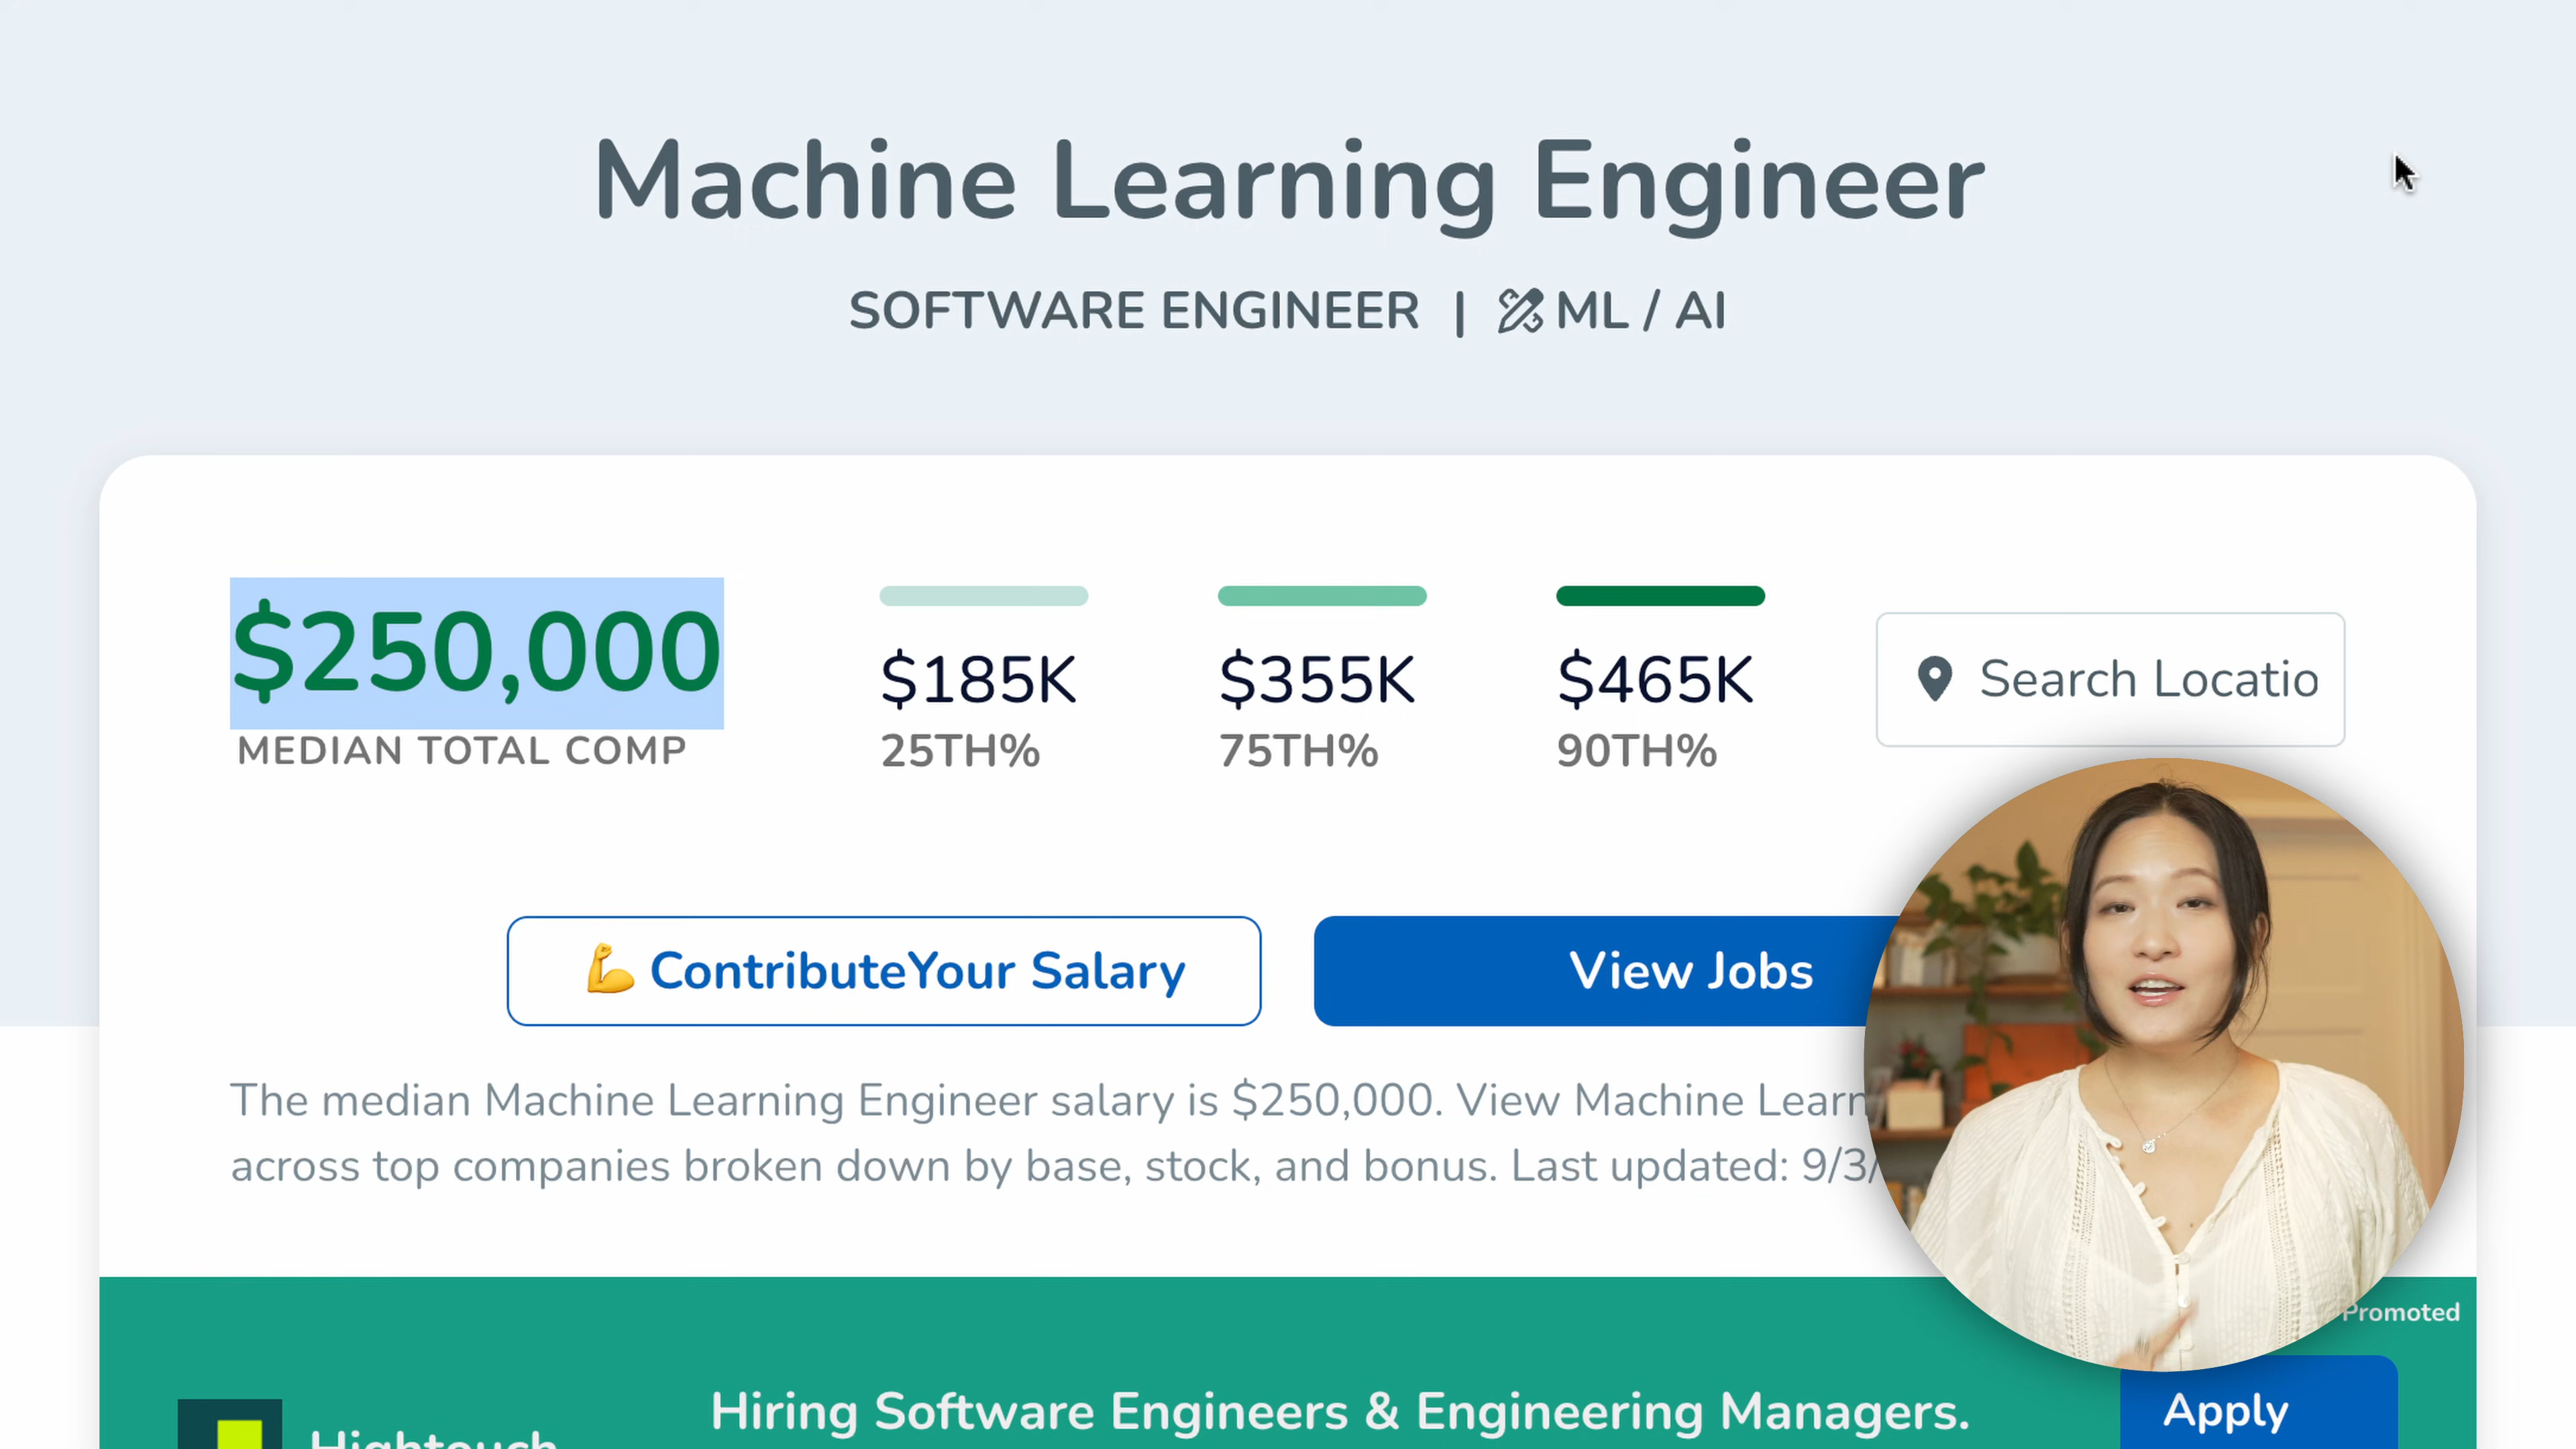 Machine Learning Engineer
SOFTWARE ENGINEER | ML / AI
$250,000
MEDIAN TOTAL COMP
$185K
25TH%
$355K
75TH%
$465K
90TH%
Search Locatio
💪 ContributeYour Salary
View Jobs
The median Machine Learning Engineer salary is $250,000. View Machine Learn
across top companies broken down by base, stock, and bonus. Last updated: 9/3/
Promoted
Hightouch
Hiring Software Engineers & Engineering Managers.
Apply